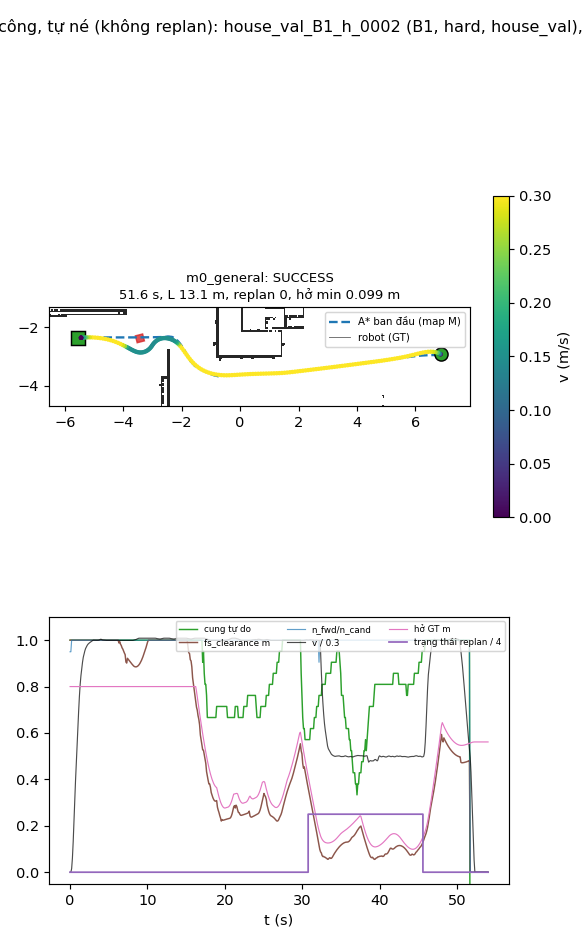 công, tự né (không replan): house_val_B1_h_0002 (B1, hard, house_val),
m0_general: SUCCESS
51.6 s, L 13.1 m, replan 0, hở min 0.099 m
A* ban đầu (map M)
robot (GT)
−2
−4
−6 −4 −2 0 2 4 6
0.30
0.25
0.20
0.15
0.10
0.05
0.00
v (m/s)
cung tự do
fs_clearance m
n_fwd/n_cand
v / 0.3
hở GT m
trạng thái replan / 4
1.0
0.8
0.6
0.4
0.2
0.0
0 10 20 30 40 50
t (s)